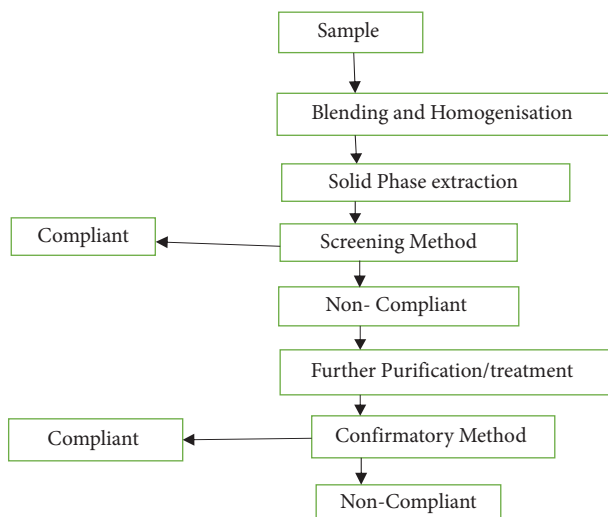 Sample
Blending and Homogenisation
Solid Phase extraction
Compliant
Screening Method
Non- Compliant
Further Purification/treatment
Compliant
Confirmatory Method
Non-Compliant